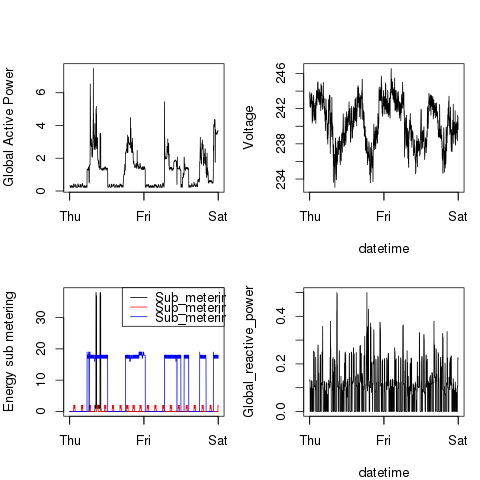 Global Active Power
0 2 4 6
Thu Fri Sat
Voltage
234 238 242 246
Thu Fri Sat
datetime
Energy sub metering
0 10 20 30
Sub_meterin
Sub_meterin
Sub_meterin
Thu Fri Sat
Global_reactive_power
0.0 0.2 0.4
Thu Fri Sat
datetime